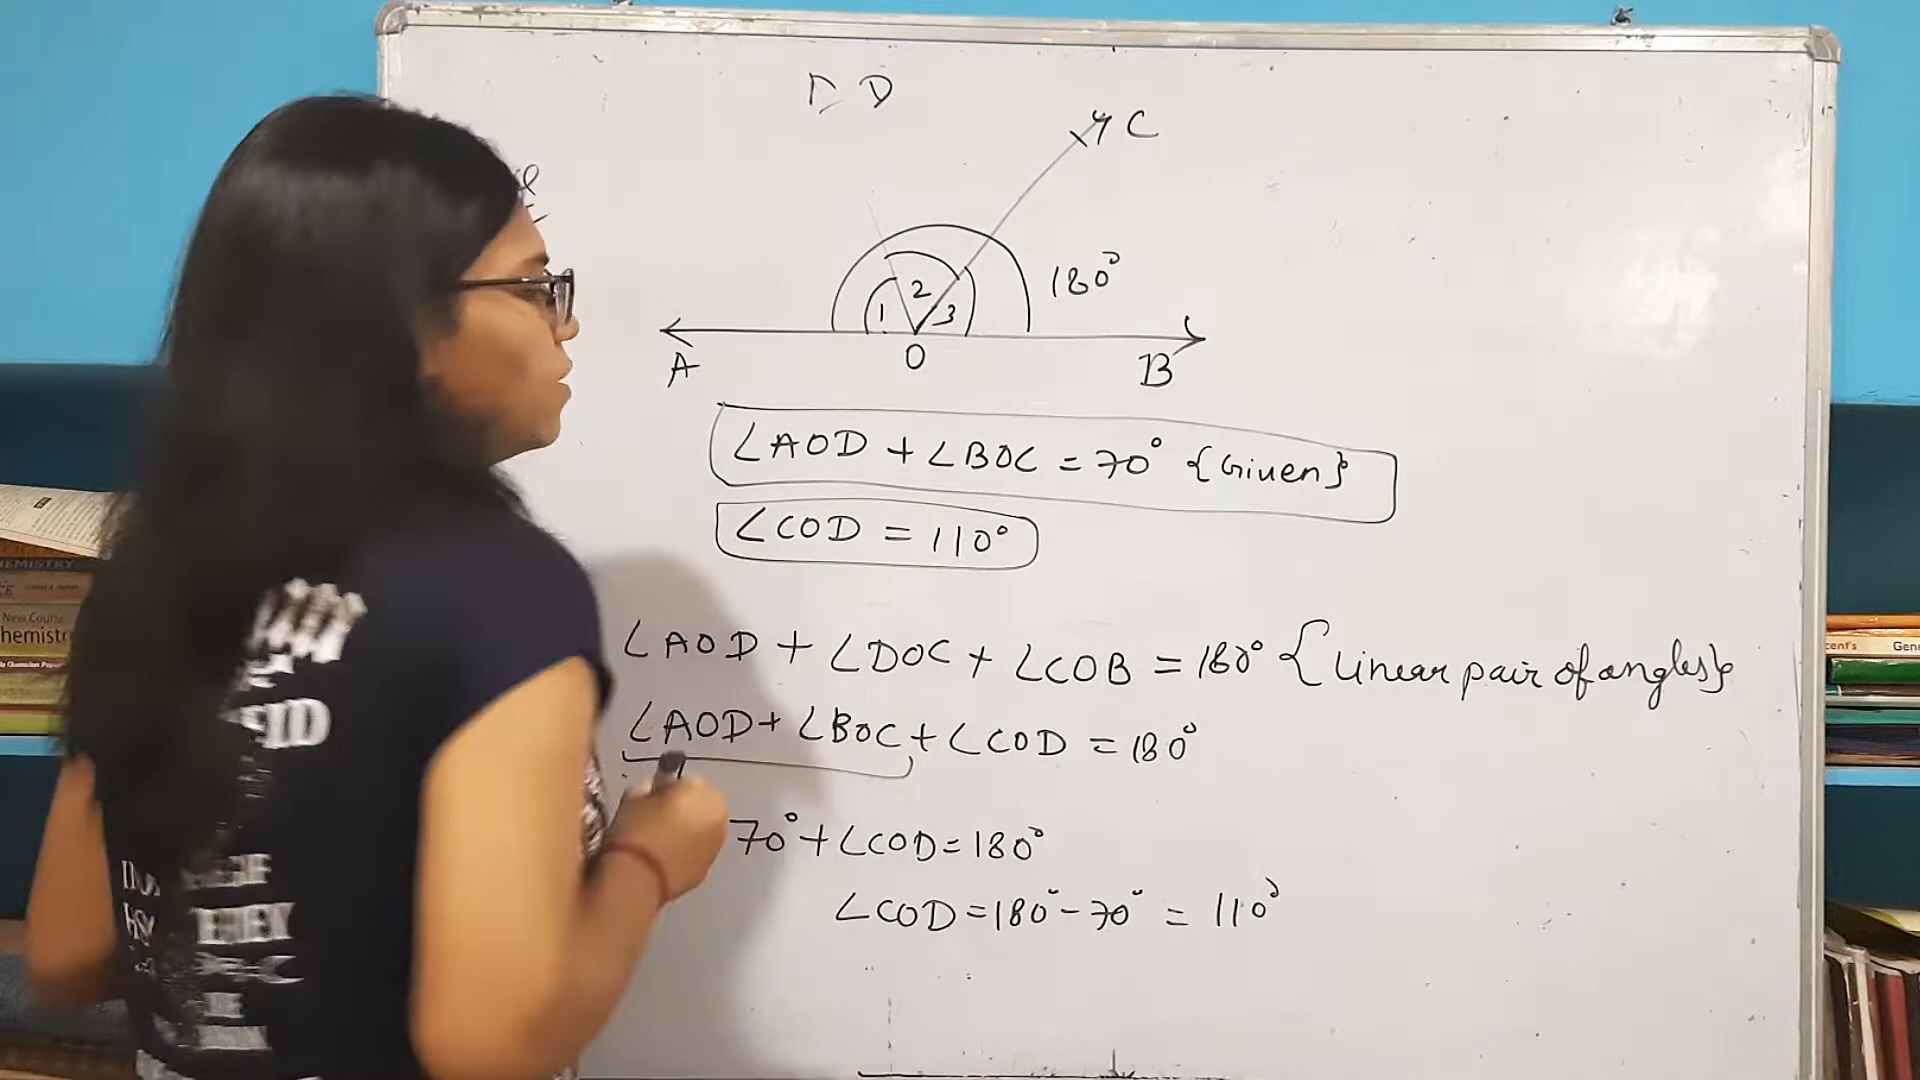 D
C
180°
1 2 3
A O B
∠AOD + ∠BOC = 70° {Given}
∠COD = 110°
∠AOD + ∠DOC + ∠COB = 180° {Linear pair of angles}
∠AOD + ∠BOC + ∠COD = 180°
70° + ∠COD = 180°
∠COD = 180° - 70° = 110°